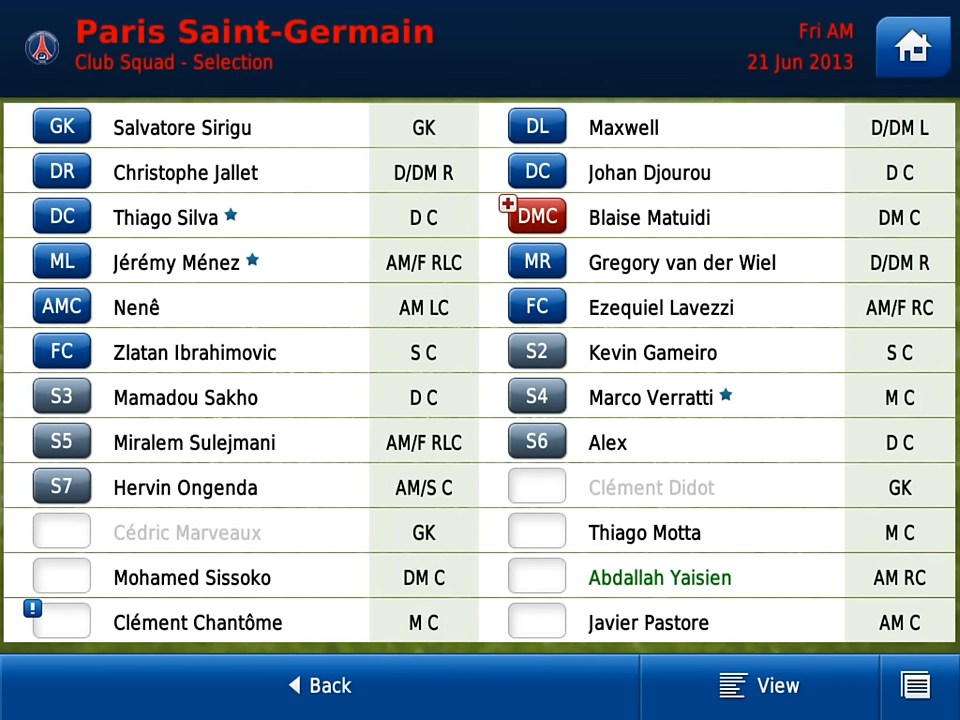 Paris Saint-Germain
Club Squad - Selection
Fri AM
21 Jun 2013
GK Salvatore Sirigu GK DL Maxwell D/DM L
DR Christophe Jallet D/DM R DC Johan Djourou D C
DC Thiago Silva D C DMC Blaise Matuidi DM C
ML Jérémy Ménez AM/F RLC MR Gregory van der Wiel D/DM R
AMC Nenê AM LC FC Ezequiel Lavezzi AM/F RC
FC Zlatan Ibrahimovic S C S2 Kevin Gameiro S C
S3 Mamadou Sakho D C S4 Marco Verratti M C
S5 Miralem Sulejmani AM/F RLC S6 Alex D C
S7 Hervin Ongenda AM/S C Clément Didot GK
Cédric Marveaux GK Thiago Motta M C
Mohamed Sissoko DM C Abdallah Yaisien AM RC
! Clément Chantôme M C Javier Pastore AM C
Back View